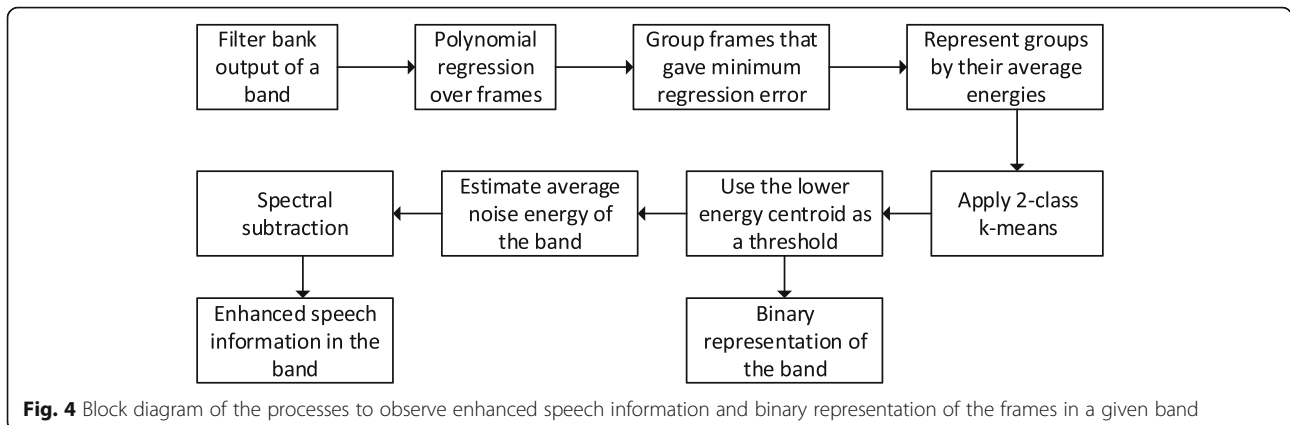 Filter bank
output of a
band
Polynomial
regression
over frames
Group frames that
gave minimum
regression error
Represent groups
by their average
energies
Apply 2-class
k-means
Use the lower
energy centroid as
a threshold
Estimate average
noise energy of
the band
Spectral
subtraction
Enhanced speech
information in the
band
Binary
representation of
the band
Fig. 4 Block diagram of the processes to observe enhanced speech information and binary representation of the frames in a given band